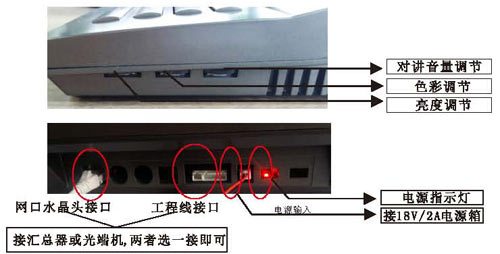 对讲音量调节
色彩调节
亮度调节
网口水晶头接口
工程线接口
电源输入
电源指示灯
接18V/2A电源箱
接汇总器或光端机,两者选一接即可